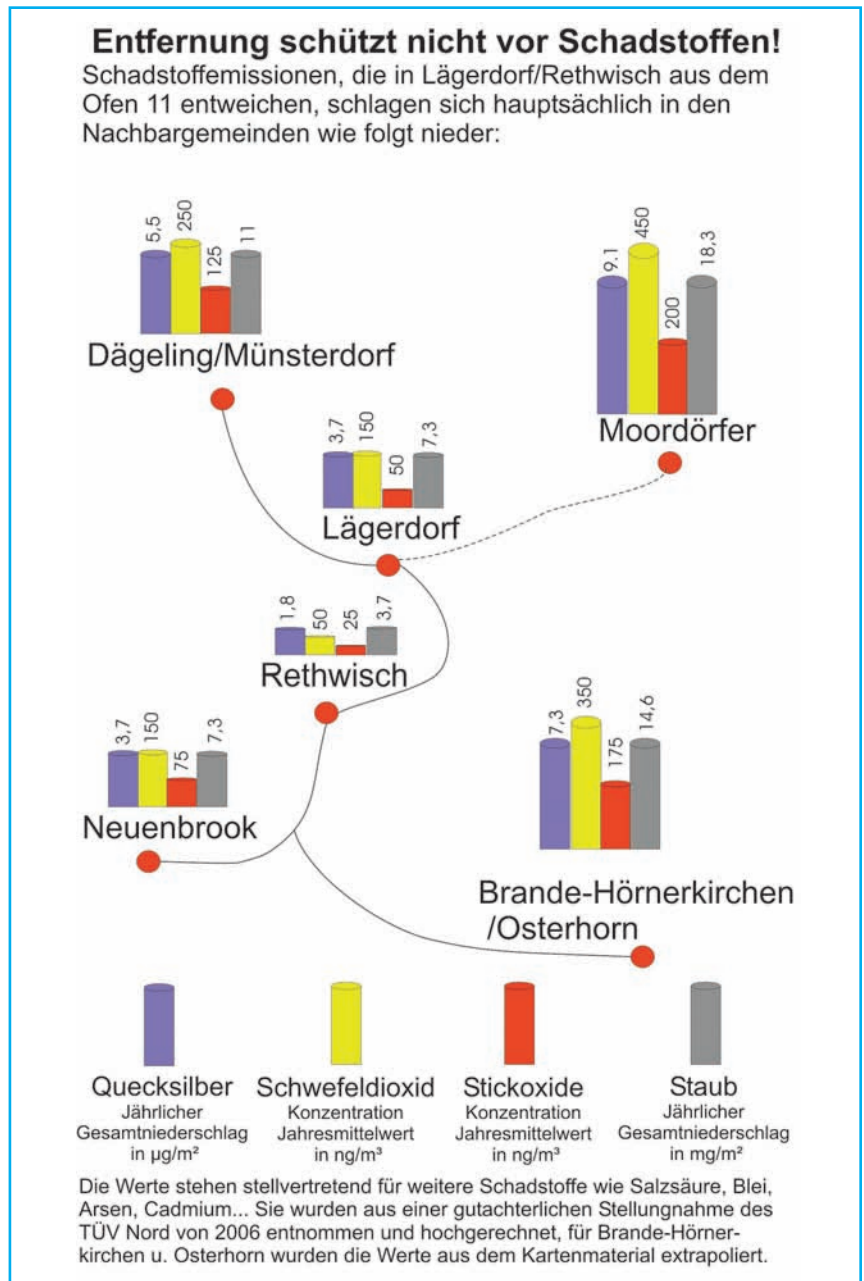 Entfernung schützt nicht vor Schadstoffen!
Schadstoffemissionen, die in Lägerdorf/Rethwisch aus dem
Ofen 11 entweichen, schlagen sich hauptsächlich in den
Nachbargemeinden wie folgt nieder:
5,5
250
125
11
Dägeling/Münsterdorf
9.1
450
200
18,3
Moordörfer
3,7
150
50
7,3
Lägerdorf
1,8
50
25
3,7
Rethwisch
3,7
150
75
7,3
Neuenbrook
7,3
350
175
14,6
Brande-Hörnerkirchen
/Osterhorn
Quecksilber
Jährlicher
Gesamtniederschlag
in µg/m²
Schwefeldioxid
Konzentration
Jahresmittelwert
in ng/m³
Stickoxide
Konzentration
Jahresmittelwert
in ng/m³
Staub
Jährlicher
Gesamtniederschlag
in mg/m²
Die Werte stehen stellvertretend für weitere Schadstoffe wie Salzsäure, Blei,
Arsen, Cadmium... Sie wurden aus einer gutachterlichen Stellungnahme des
TÜV Nord von 2006 entnommen und hochgerechnet, für Brande-Hörner-
kirchen u. Osterhorn wurden die Werte aus dem Kartenmaterial extrapoliert.